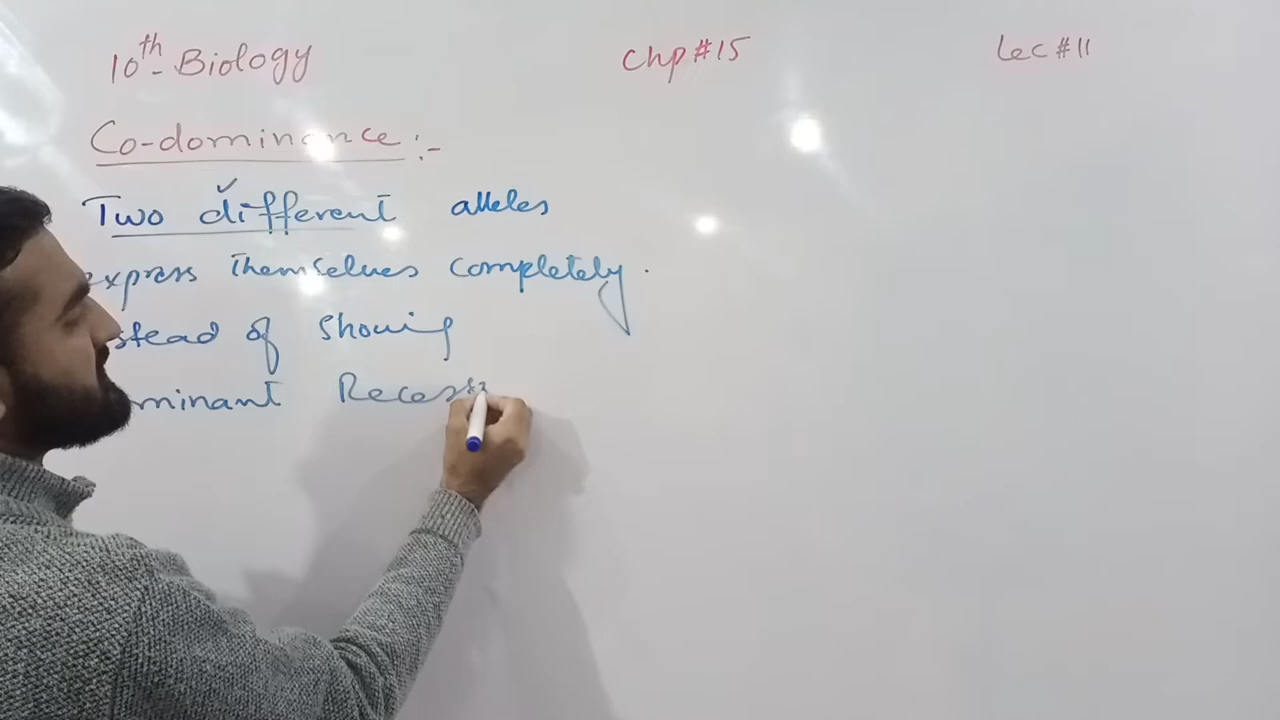 10th-Biology Chp#15 Lec#11
Co-dominance:-
Two different alleles
express themselves completely.
stead of Showing
minant Recess